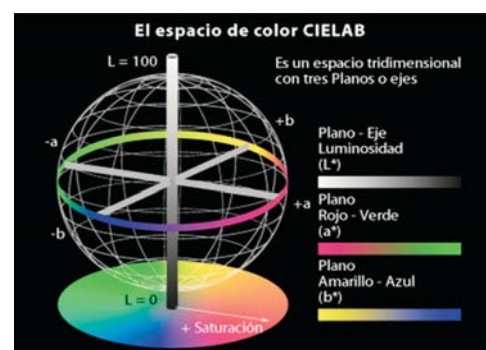 El espacio de color CIELAB
L = 100
Es un espacio tridimensional
con tres Planos o ejes
+b
-a
Plano - Eje
Luminosidad
(L*)
Plano
Rojo - Verde
(a*)
+a
-b
Plano
Amarillo - Azul
(b*)
L = 0
+ Saturación